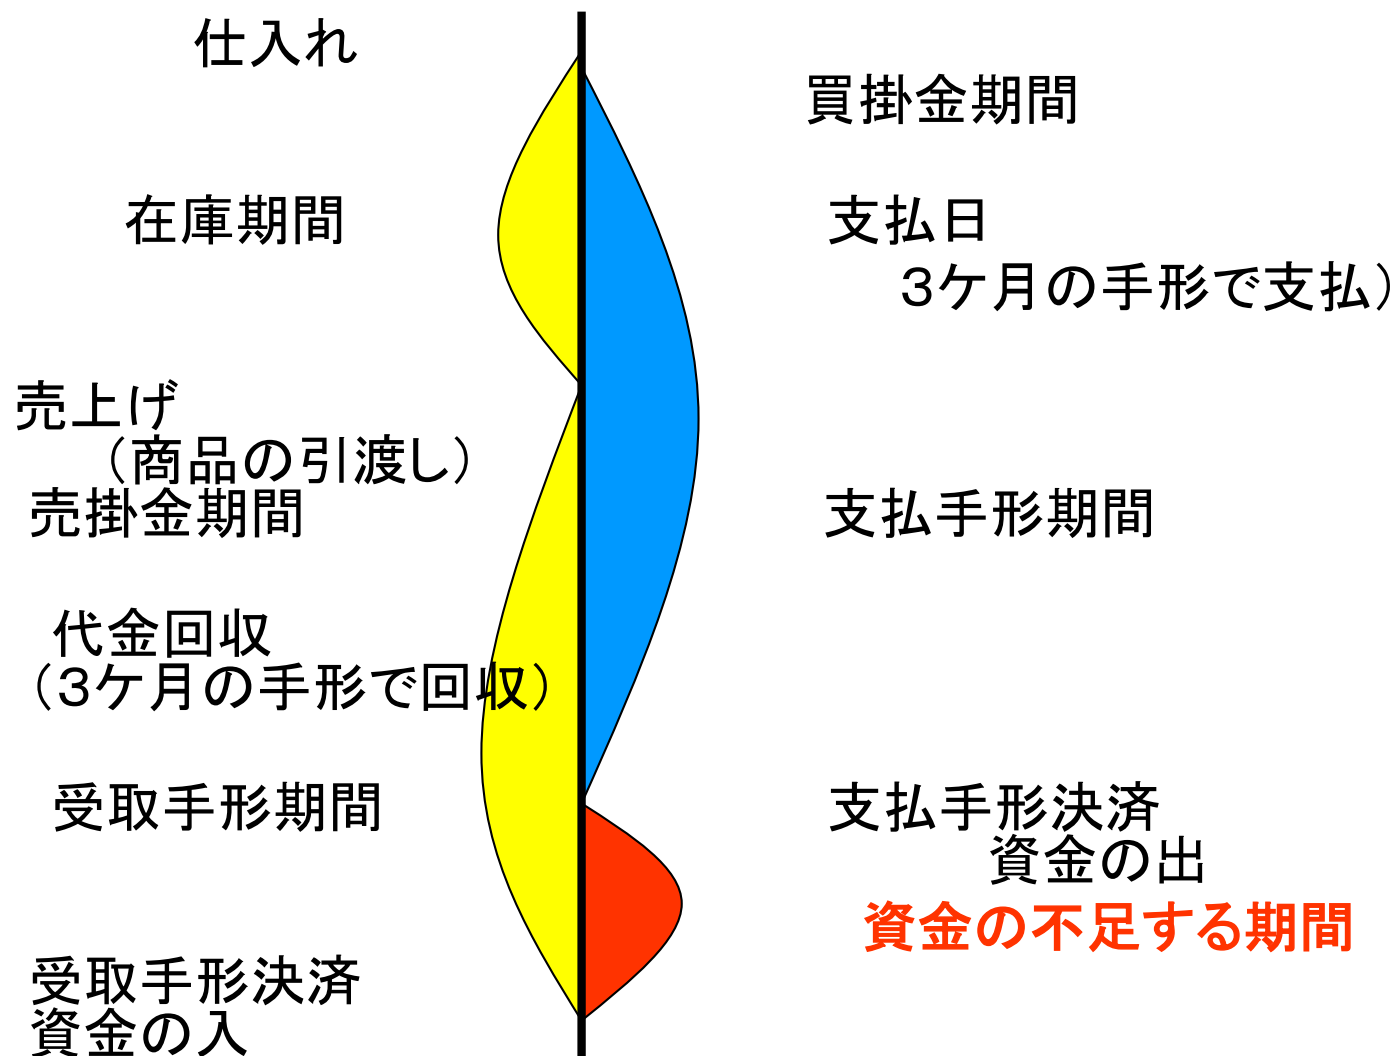 仕入れ
買掛金期間
在庫期間
支払日
3ケ月の手形で支払）
売上げ
（商品の引渡し）
売掛金期間
支払手形期間
代金回収
（3ケ月の手形で回収）
受取手形期間
支払手形決済
資金の出
資金の不足する期間
受取手形決済
資金の入